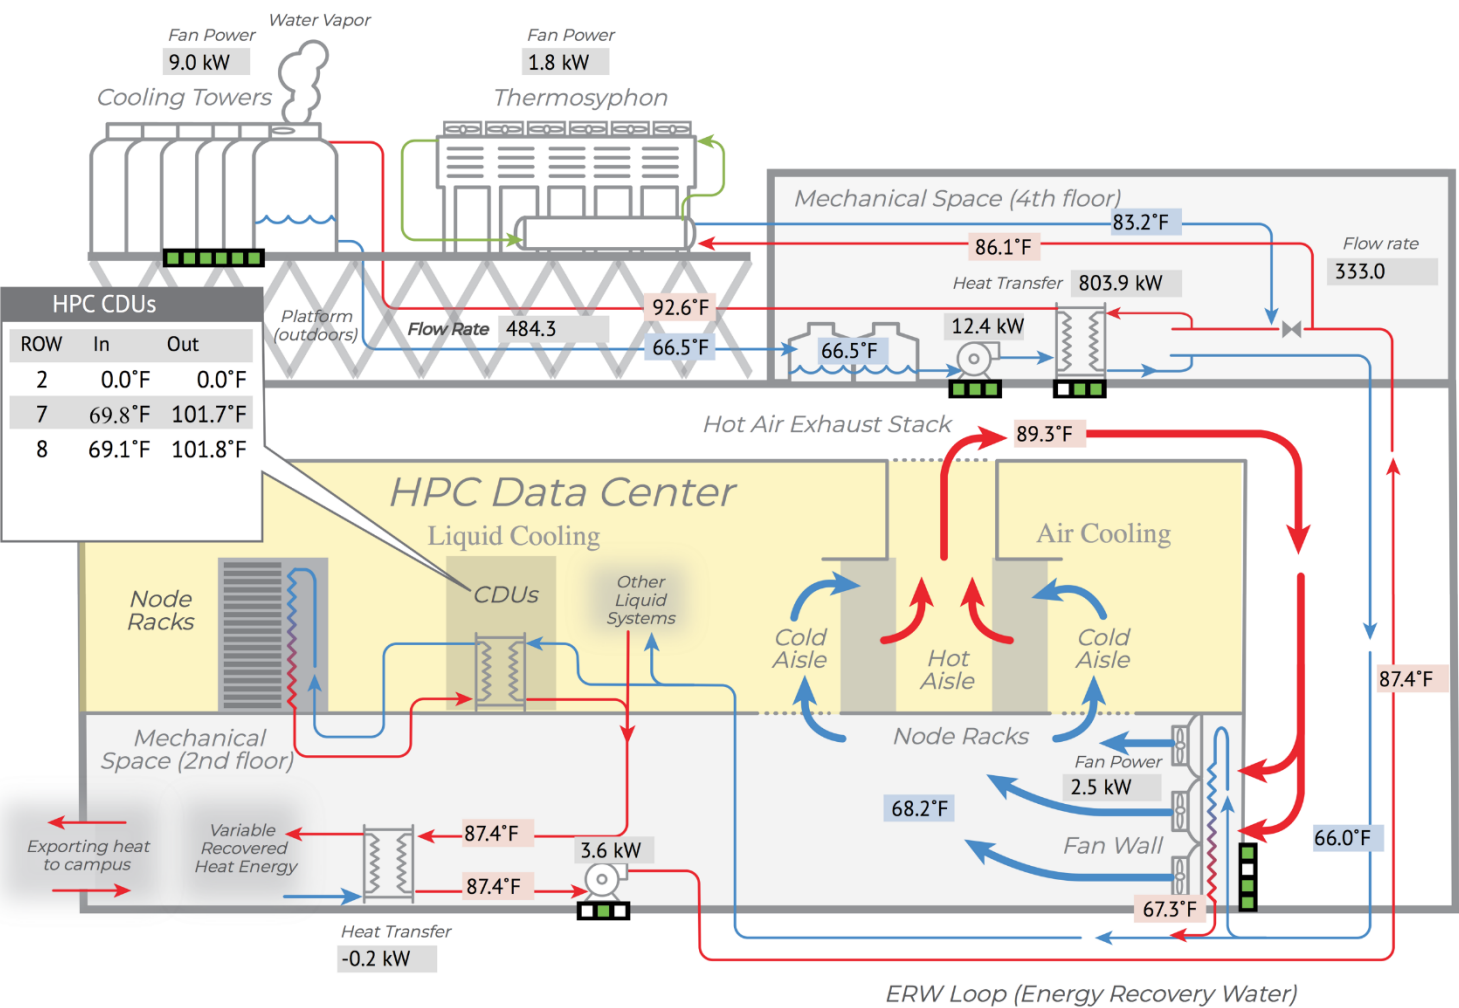 Water Vapor
Fan Power
9.0 kW
Cooling Towers
Fan Power
1.8 kW
Thermosyphon
Mechanical Space (4th floor)
83.2°F
86.1°F
Flow rate
333.0
Heat Transfer 803.9 kW
92.6°F
Platform
(outdoors)
Flow Rate 484.3
66.5°F
66.5°F
12.4 kW
HPC CDUs
ROW In Out
2 0.0°F 0.0°F
7 69.8°F 101.7°F
8 69.1°F 101.8°F
Hot Air Exhaust Stack
89.3°F
HPC Data Center
Liquid Cooling
Air Cooling
Node
Racks
CDUs
Other
Liquid
Systems
Cold
Aisle
Hot
Aisle
Cold
Aisle
87.4°F
Mechanical
Space (2nd floor)
Node Racks
Fan Power
2.5 kW
68.2°F
Fan Wall
66.0°F
67.3°F
Exporting heat
to campus
Variable
Recovered
Heat Energy
87.4°F
3.6 kW
87.4°F
Heat Transfer
-0.2 kW
ERW Loop (Energy Recovery Water)